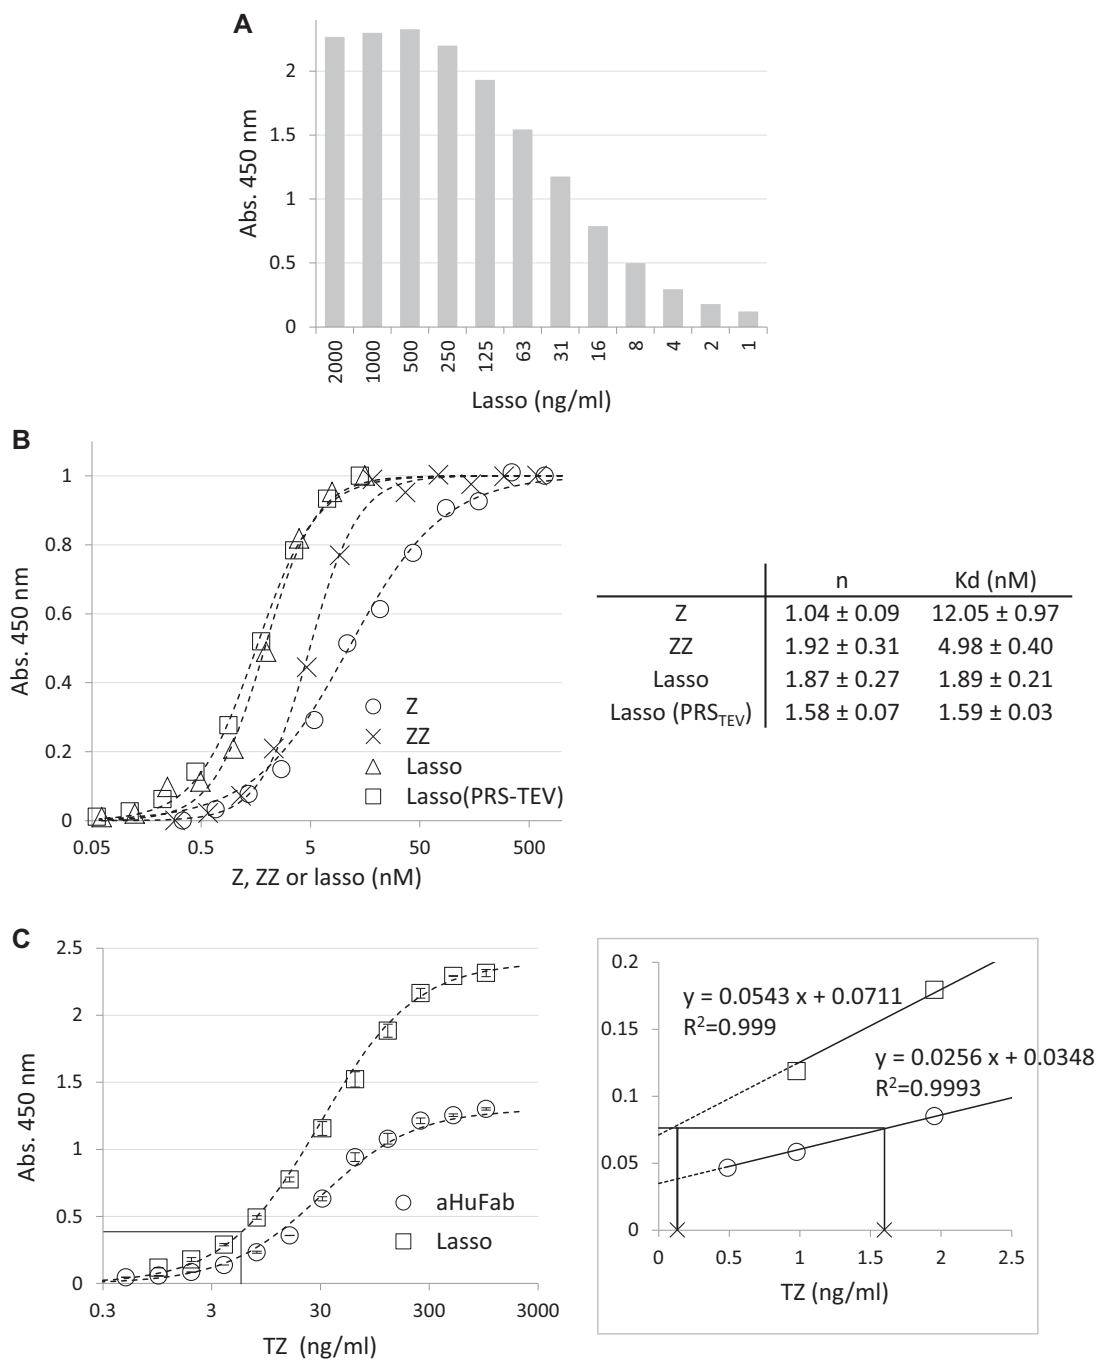 A
Abs. 450 nm
2
1.5
1
0.5
0
2000 1000 500 250 125 63 31 16 8 4 2 1
Lasso (ng/ml)
B
Abs. 450 nm
1
0.8
0.6
0.4
0.2
0
Z
ZZ
Lasso
Lasso(PRS-TEV)
0.05 0.5 5 50 500
Z, ZZ or lasso (nM)
n Kd (nM)
Z 1.04 ± 0.09 12.05 ± 0.97
ZZ 1.92 ± 0.31 4.98 ± 0.40
Lasso 1.87 ± 0.27 1.89 ± 0.21
Lasso (PRSTEV) 1.58 ± 0.07 1.59 ± 0.03
C
Abs. 450 nm
2.5
2
1.5
1
0.5
0
aHuFab
Lasso
0.3 3 30 300 3000
TZ (ng/ml)
0.2
0.15
0.1
0.05
0
y = 0.0543 x + 0.0711
R2=0.999
y = 0.0256 x + 0.0348
R2=0.9993
0 0.5 1 1.5 2 2.5
TZ (ng/ml)